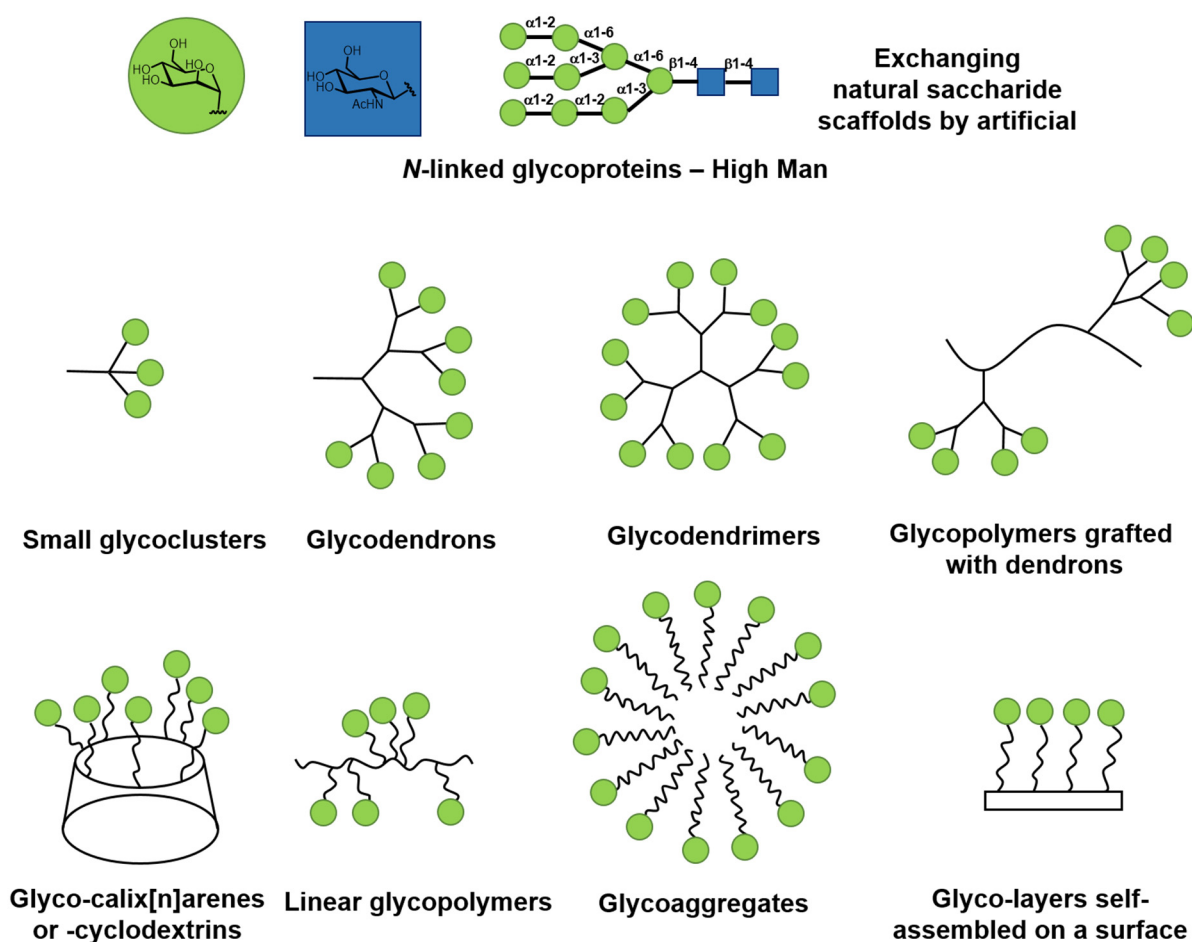 OH
OH
HO
HO
O
OH
HO
HO
O
AcHN
α1-2
α1-6
α1-2
α1-3
α1-6
β1-4
β1-4
α1-3
α1-2
α1-2
Exchanging
natural saccharide
scaffolds by artificial
N-linked glycoproteins – High Man
Small glycoclusters
Glycodendrons
Glycodendrimers
Glycopolymers grafted
with dendrons
Glyco-calix[n]arenes
or -cyclodextrins
Linear glycopolymers
Glycoaggregates
Glyco-layers self-
assembled on a surface